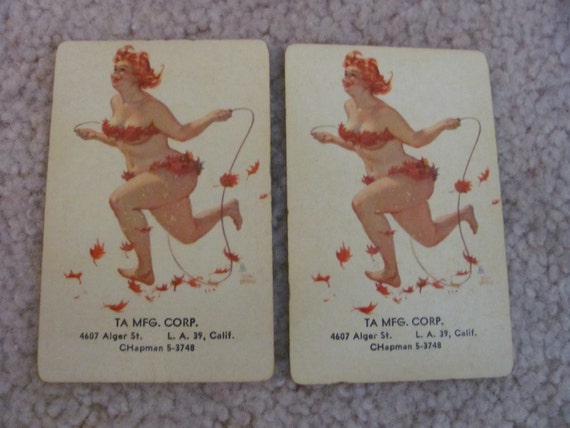 TA MFG. CORP.
4607 Alger St. L. A. 39, Calif.
CHapman 5-3748
TA MFG. CORP.
4607 Alger St. L. A. 39, Calif.
CHapman 5-3748